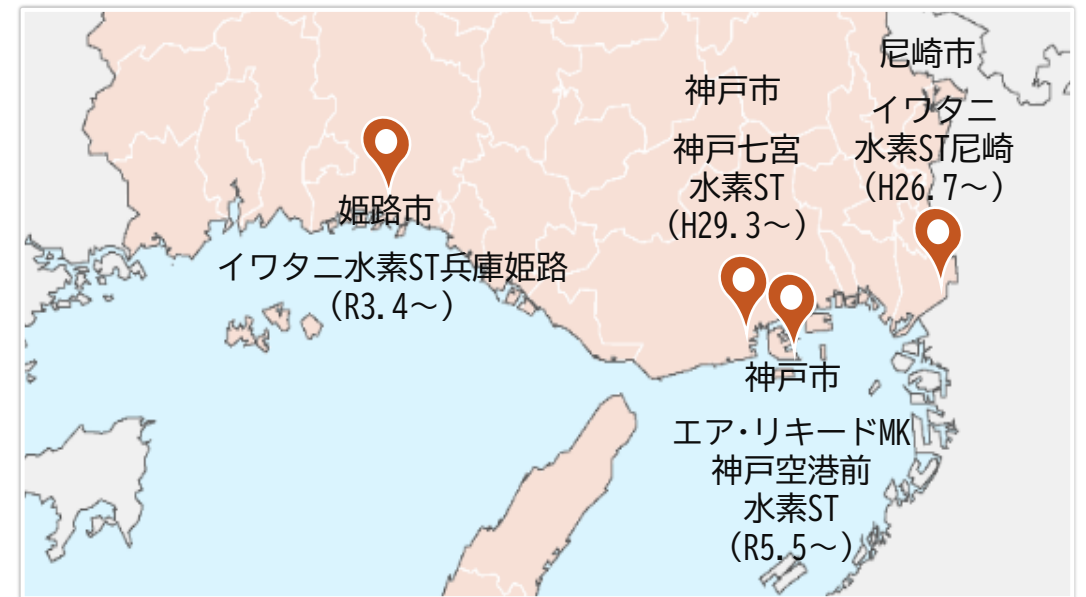 姫路市
イワタニ水素ST兵庫姫路
(R3.4～)
神戸市
神戸七宮
水素ST
(H29.3～)
尼崎市
イワタニ
水素ST尼崎
(H26.7～)
神戸市
エア・リキードMK
神戸空港前
水素ST
(R5.5～)